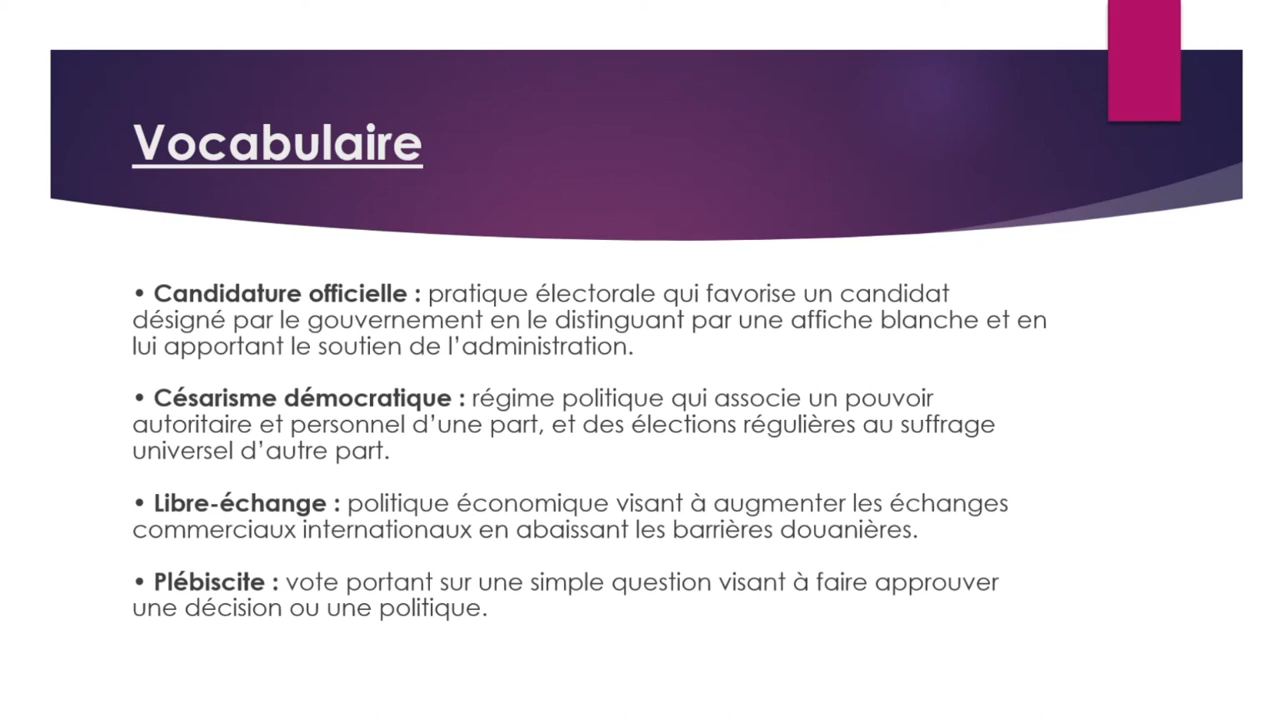 Vocabulaire
• Candidature officielle : pratique électorale qui favorise un candidat
désigné par le gouvernement en le distinguant par une affiche blanche et en
lui apportant le soutien de l’administration.
• Césarisme démocratique : régime politique qui associe un pouvoir
autoritaire et personnel d’une part, et des élections régulières au suffrage
universel d’autre part.
• Libre-échange : politique économique visant à augmenter les échanges
commerciaux internationaux en abaissant les barrières douanières.
• Plébiscite : vote portant sur une simple question visant à faire approuver
une décision ou une politique.